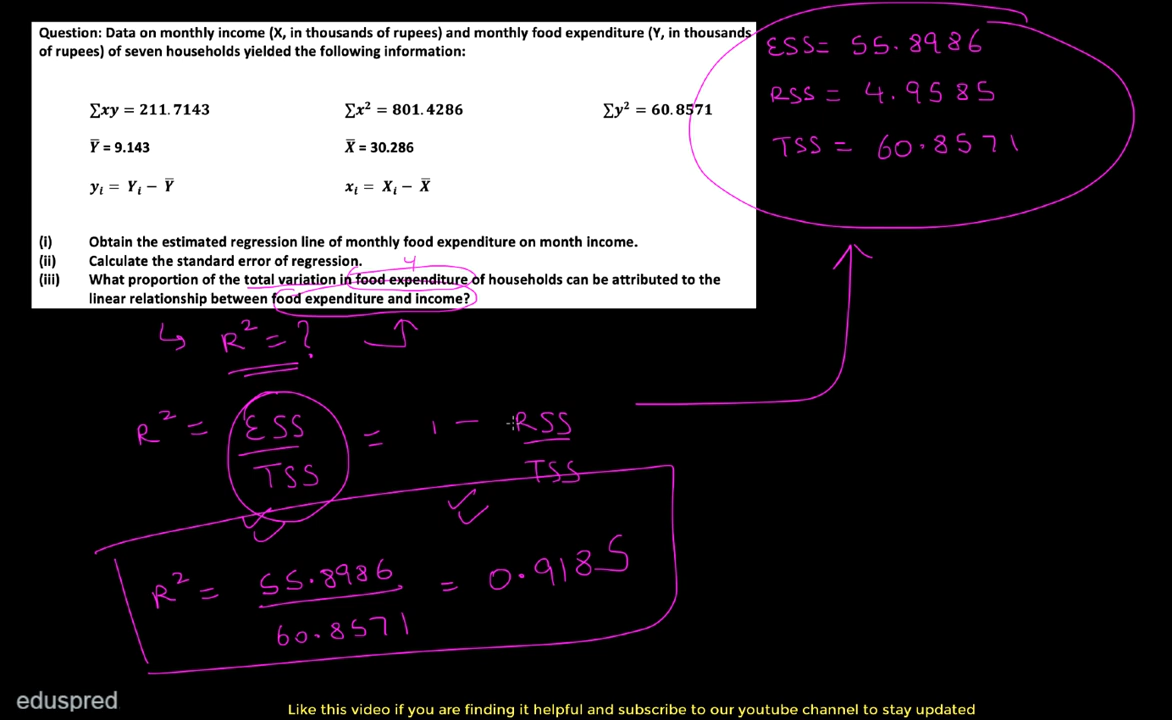 Question: Data on monthly income (X, in thousands of rupees) and monthly food expenditure (Y, in thousands
of rupees) of seven households yielded the following information:
∑xy = 211.7143 ∑x² = 801.4286 ∑y² = 60.8571
Y̅ = 9.143 X̅ = 30.286
yᵢ = Yᵢ − Y̅ xᵢ = Xᵢ − X̅
(i) Obtain the estimated regression line of monthly food expenditure on month income.
(ii) Calculate the standard error of regression.
(iii) What proportion of the total variation in food expenditure of households can be attributed to the
linear relationship between food expenditure and income?
ESS = 55.8986
RSS = 4.9585
TSS = 60.8571
Y
↳ R² = ?
R² = ESS/TSS = 1 − RSS/TSS
R² = 55.8986/60.8571 = 0.9185
eduspred
Like this video if you are finding it helpful and subscribe to our youtube channel to stay updated